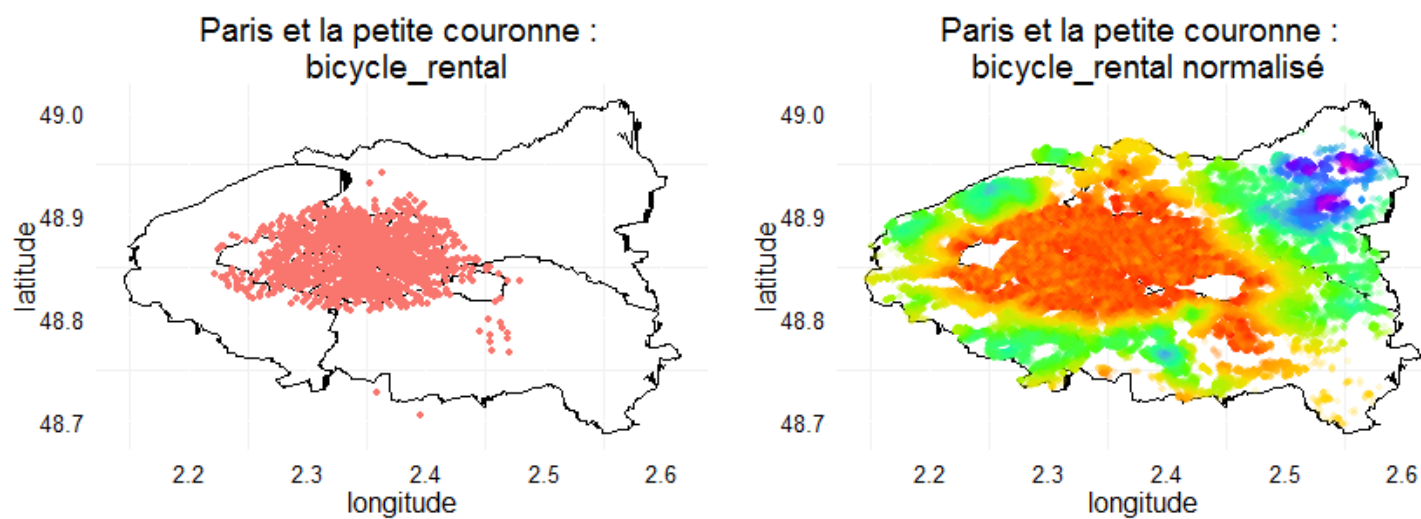 Paris et la petite couronne :
bicycle_rental
49.0
48.9
48.8
48.7
latitude
2.2 2.3 2.4 2.5 2.6
longitude
Paris et la petite couronne :
bicycle_rental normalisé
49.0
48.9
48.8
48.7
latitude
2.2 2.3 2.4 2.5 2.6
longitude